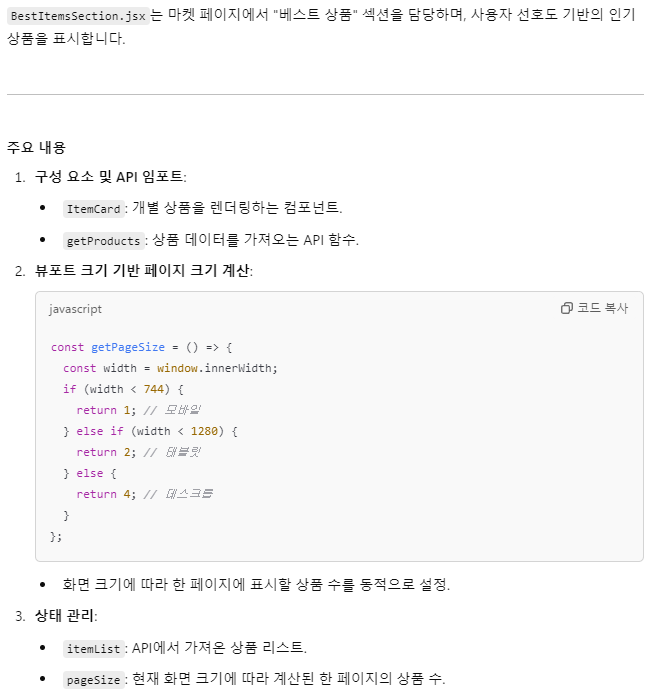 BestItemsSection.jsx 는 마켓 페이지에서 "베스트 상품" 섹션을 담당하며, 사용자 선호도 기반의 인기
상품을 표시합니다.
주요 내용
1. 구성 요소 및 API 임포트:
• ItemCard : 개별 상품을 렌더링하는 컴포넌트.
• getProducts : 상품 데이터를 가져오는 API 함수.
2. 뷰포트 크기 기반 페이지 크기 계산:
javascript 코드 복사
const getPageSize = () => {
  const width = window.innerWidth;
  if (width < 744) {
    return 1; // 모바일
  } else if (width < 1280) {
    return 2; // 태블릿
  } else {
    return 4; // 데스크톱
  }
};
• 화면 크기에 따라 한 페이지에 표시할 상품 수를 동적으로 설정.
3. 상태 관리:
• itemList : API에서 가져온 상품 리스트.
• pageSize : 현재 화면 크기에 따라 계산된 한 페이지의 상품 수.